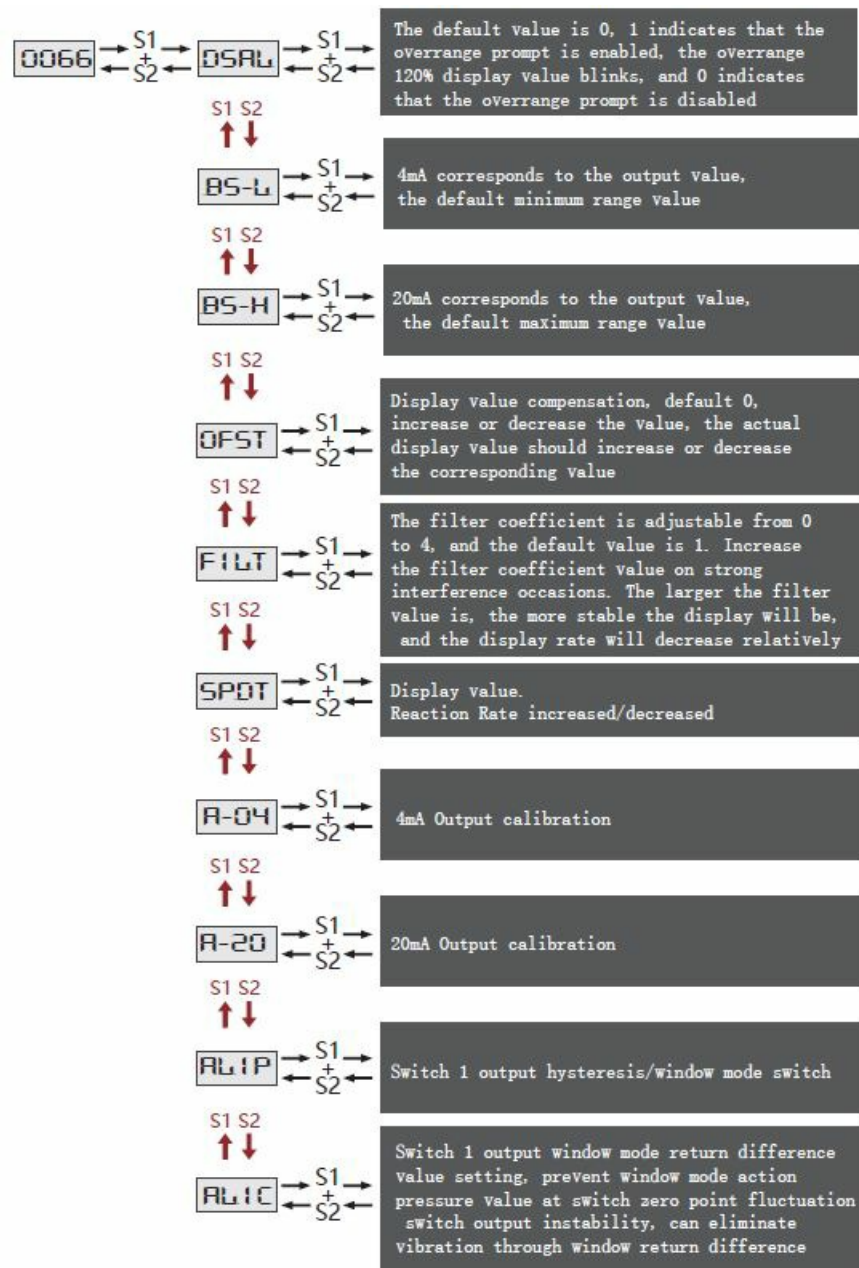 The default value is 0, 1 indicates that the
overrange prompt is enabled, the overrange
120% display value blinks, and 0 indicates
that the overrange prompt is disabled
0066 S1 + S2 DSAL S1 + S2
S1 S2
4mA corresponds to the output value,
the default minimum range value
BS-L S1 + S2
S1 S2
20mA corresponds to the output value,
the default maximum range value
BS-H S1 + S2
S1 S2
Display value compensation, default 0,
increase or decrease the value, the actual
display value should increase or decrease
the corresponding value
OFST S1 + S2
S1 S2
The filter coefficient is adjustable from 0
to 4, and the default value is 1. Increase
the filter coefficient value on strong
interference occasions. The larger the filter
value is, the more stable the display will be,
and the display rate will decrease relatively
FILT S1 + S2
S1 S2
Display value.
Reaction Rate increased/decreased
SPDT S1 + S2
S1 S2
4mA Output calibration
A-04 S1 + S2
S1 S2
20mA Output calibration
A-20 S1 + S2
S1 S2
Switch 1 output hysteresis/window mode switch
AL1P S1 + S2
S1 S2
Switch 1 output window mode return difference
value setting, prevent window mode action
pressure value at switch zero point fluctuation
switch output instability, can eliminate
vibration through window return difference
AL1C S1 + S2